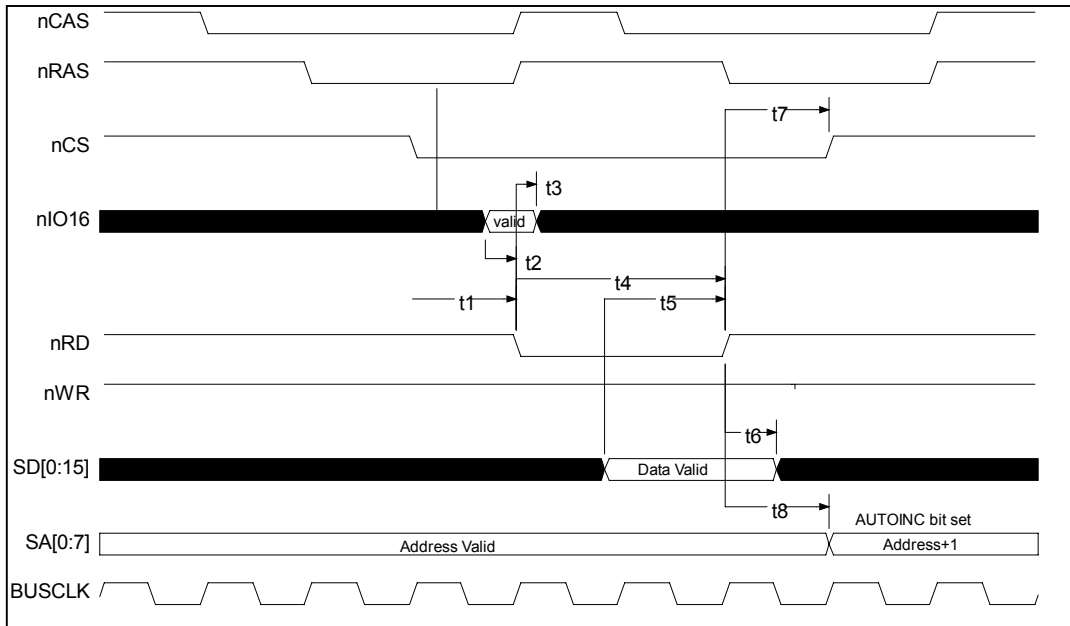 nCAS
nRAS
t7
nCS
t3
nIO16
valid
t2
t4
t1
t5
nRD
nWR
t6
SD[0:15]
Data Valid
t8
AUTOINC bit set
SA[0:7]
Address Valid
Address+1
BUSCLK